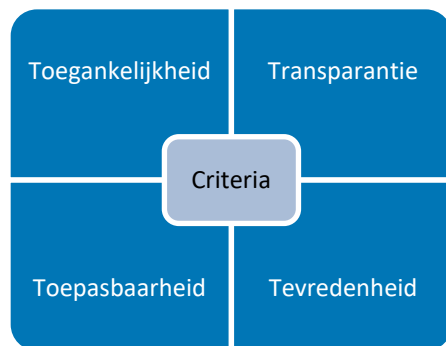 Toegankelijkheid
Transparantie
Criteria
Toepasbaarheid
Tevredenheid